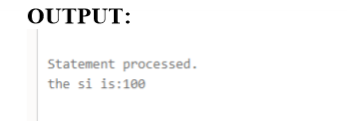 OUTPUT:
Statement processed.
the si is:100